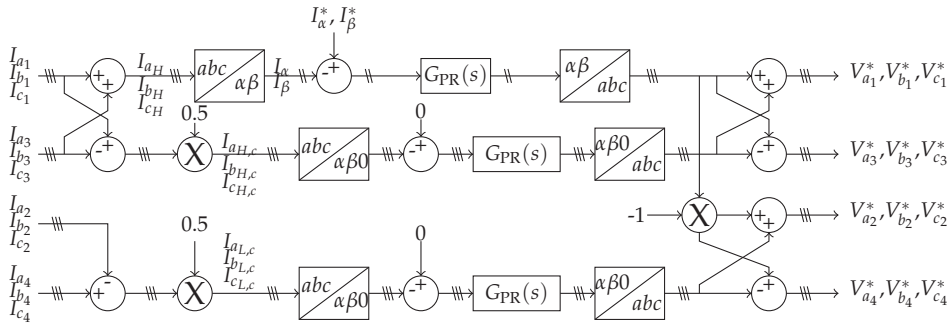 I*α, I*β
Ia1
Ib1
Ic1
+
+
IaH
IbH
IcH
abc
αβ
Iα
Iβ
-
+
GPR(s)
αβ
abc
+
+
V*a1, V*b1, V*c1
0.5
0
Ia3
Ib3
Ic3
-
+
X
IaH,c
IbH,c
IcH,c
abc
αβ0
-
+
GPR(s)
αβ0
abc
-
+
V*a3, V*b3, V*c3
Ia2
Ib2
Ic2
0.5
0
-1
X
+
+
V*a2, V*b2, V*c2
Ia4
Ib4
Ic4
-
+
X
IaL,c
IbL,c
IcL,c
abc
αβ0
-
+
GPR(s)
αβ0
abc
-
+
V*a4, V*b4, V*c4